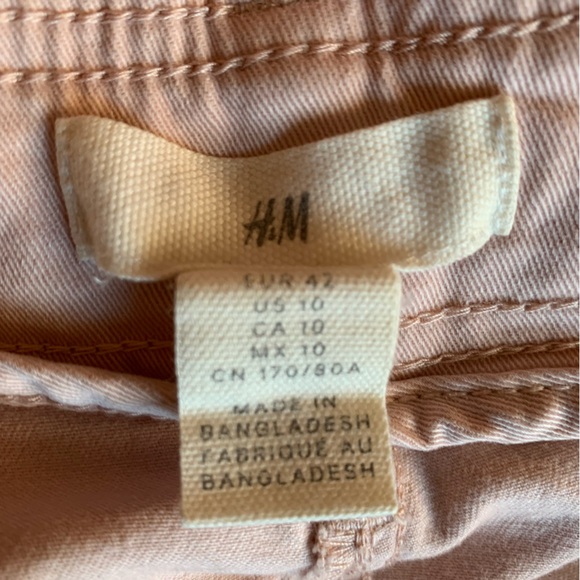 H&M
EUR 42
US 10
CA 10
MX 10
CN 170/80A
MADE IN
BANGLADESH
FABRIQUÉ AU
BANGLADESH